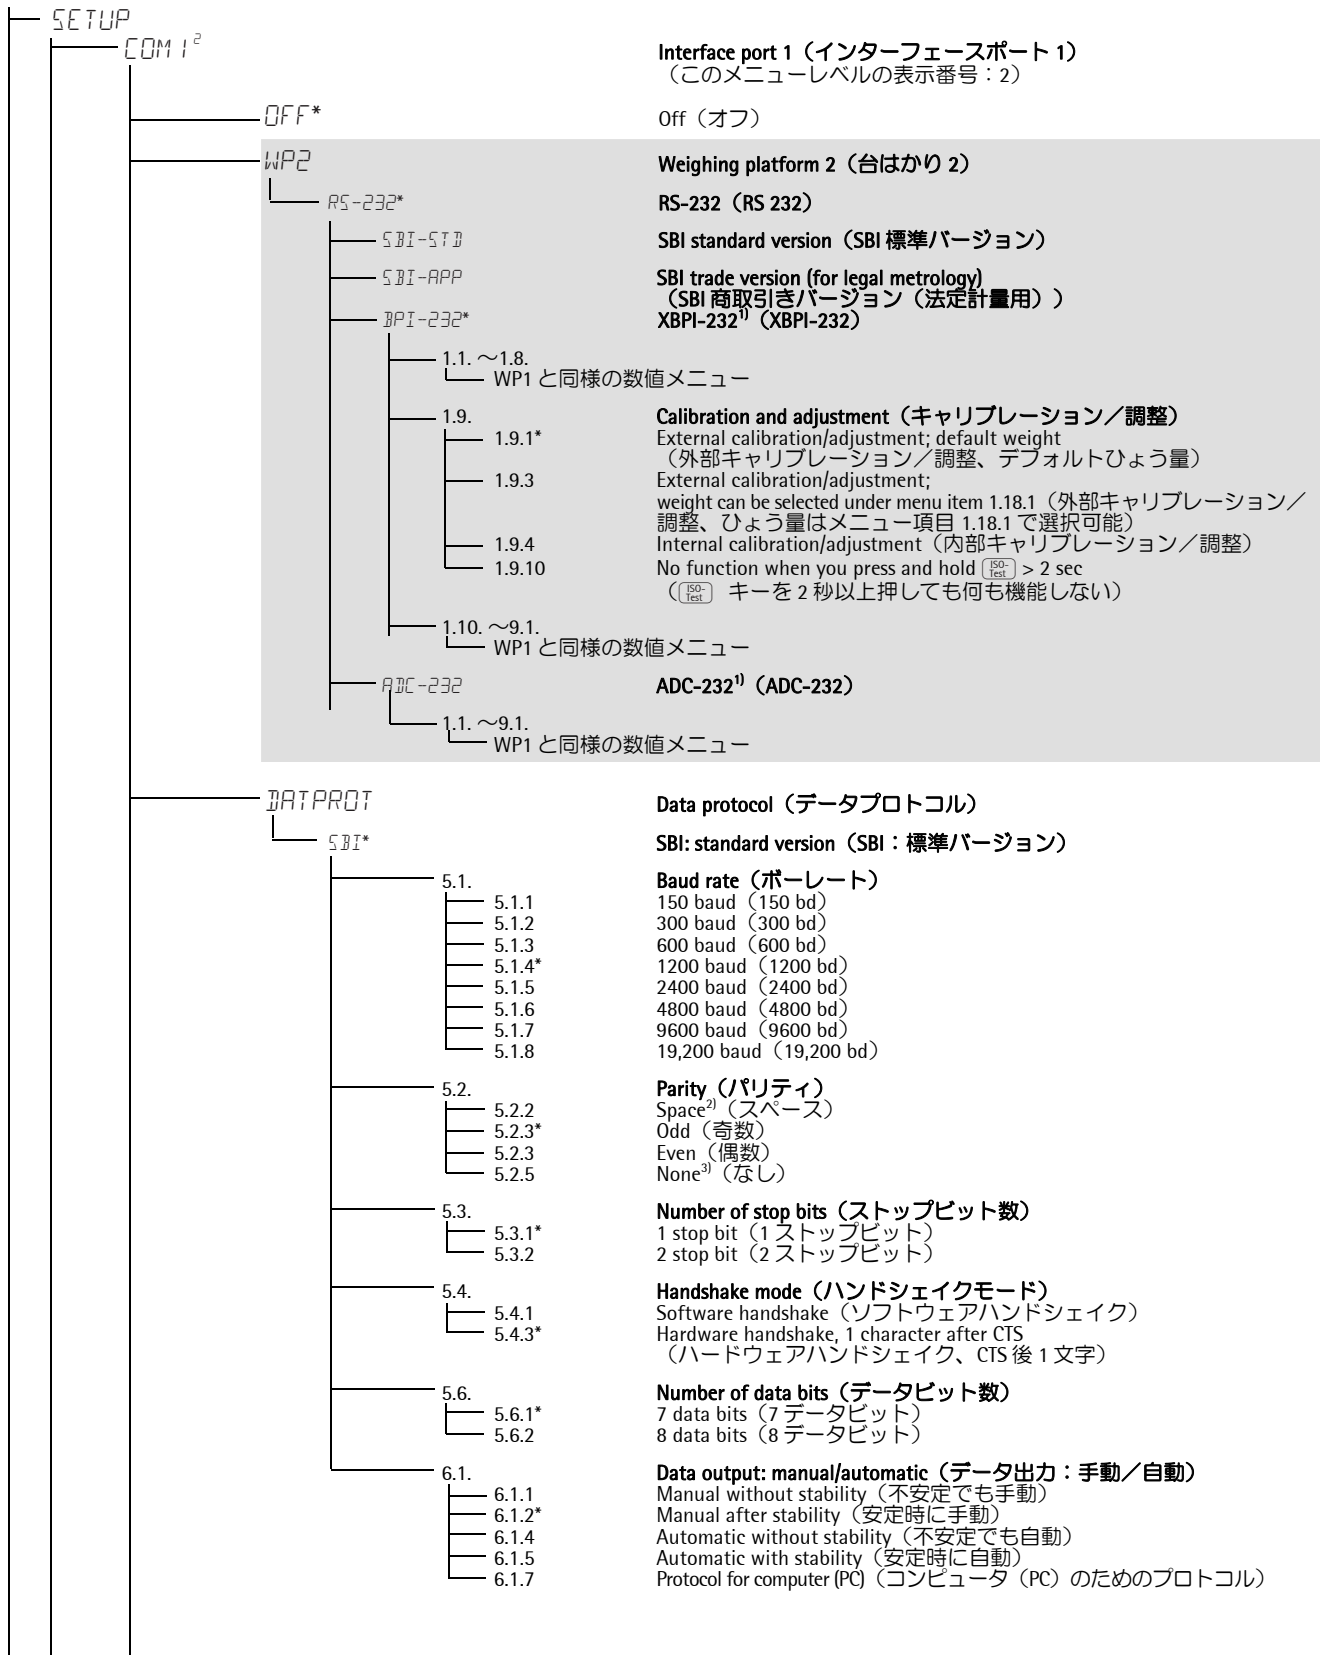 SETUP
COM1² Interface port 1（インターフェースポート 1）
（このメニューレベルの表示番号：2）
OFF* Off（オフ）
WP2 Weighing platform 2（台はかり 2）
RS-232* RS-232（RS 232）
SBI-STD SBI standard version（SBI 標準バージョン）
SBI-APP SBI trade version (for legal metrology)
（SBI 商取引きバージョン（法定計量用））
BPI-232* XBPI-232¹⁾（XBPI-232）
1.1. ～1.8.
WP1 と同様の数値メニュー
1.9. Calibration and adjustment（キャリブレーション／調整）
1.9.1* External calibration/adjustment; default weight
（外部キャリブレーション／調整、デフォルトひょう量）
1.9.3 External calibration/adjustment;
weight can be selected under menu item 1.18.1（外部キャリブレーション／
調整、ひょう量はメニュー項目 1.18.1 で選択可能）
1.9.4 Internal calibration/adjustment（内部キャリブレーション／調整）
1.9.10 No function when you press and hold ISO-Test > 2 sec
（ISO-Test キーを 2 秒以上押しても何も機能しない）
1.10. ～9.1.
WP1 と同様の数値メニュー
ADC-232 ADC-232¹⁾（ADC-232）
1.1. ～9.1.
WP1 と同様の数値メニュー
DATPROT Data protocol（データプロトコル）
SBI* SBI: standard version（SBI：標準バージョン）
5.1. Baud rate（ボーレート）
5.1.1 150 baud（150 bd）
5.1.2 300 baud（300 bd）
5.1.3 600 baud（600 bd）
5.1.4* 1200 baud（1200 bd）
5.1.5 2400 baud（2400 bd）
5.1.6 4800 baud（4800 bd）
5.1.7 9600 baud（9600 bd）
5.1.8 19,200 baud（19,200 bd）
5.2. Parity（パリティ）
5.2.2 Space²⁾（スペース）
5.2.3* Odd（奇数）
5.2.3 Even（偶数）
5.2.5 None³⁾（なし）
5.3. Number of stop bits（ストップビット数）
5.3.1* 1 stop bit（1 ストップビット）
5.3.2 2 stop bit（2 ストップビット）
5.4. Handshake mode（ハンドシェイクモード）
5.4.1 Software handshake（ソフトウェアハンドシェイク）
5.4.3* Hardware handshake, 1 character after CTS
（ハードウェアハンドシェイク、CTS 後 1 文字）
5.6. Number of data bits（データビット数）
5.6.1* 7 data bits（7 データビット）
5.6.2 8 data bits（8 データビット）
6.1. Data output: manual/automatic（データ出力：手動／自動）
6.1.1 Manual without stability（不安定でも手動）
6.1.2* Manual after stability（安定時に手動）
6.1.4 Automatic without stability（不安定でも自動）
6.1.5 Automatic with stability（安定時に自動）
6.1.7 Protocol for computer (PC)（コンピュータ（PC）のためのプロトコル）